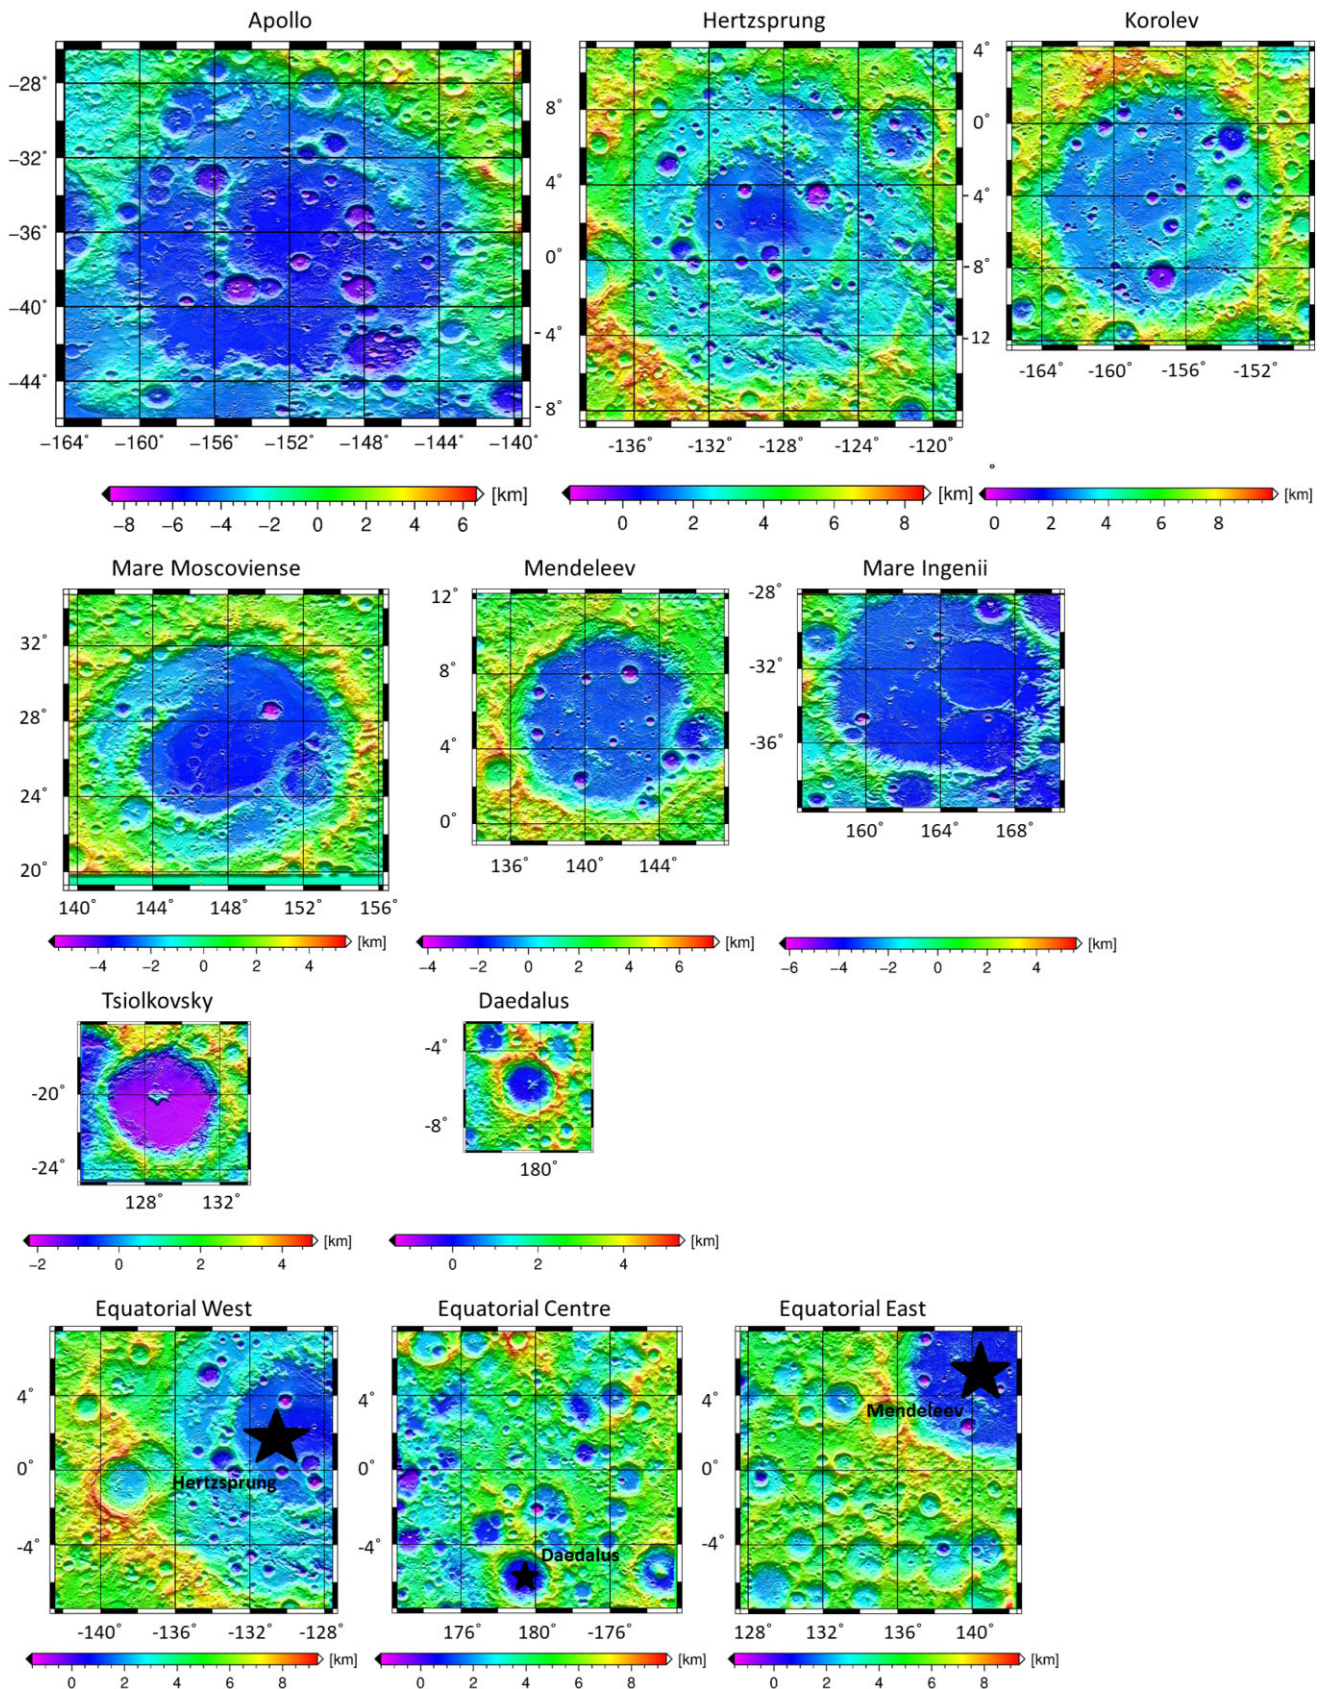 Apollo
Hertzsprung
Korolev
−28°
−32°
−36°
−40°
−44°
−164° −160° −156° −152° −148° −144° −140°
8°
4°
0°
- 4°
- 8°
-136° -132° -128° -124° -120°
4°
0°
- 4°
- 8°
-12
-164° -160° -156° -152°
°
−8 −6 −4 −2 0 2 4 6 [km]
0 2 4 6 8 [km]
0 2 4 6 8 [km]
Mare Moscoviense
Mendeleev
Mare Ingenii
32°
28°
24°
20°
140° 144° 148° 152° 156°
12°
8°
4°
0°
136° 140° 144°
-28°
-32°
-36°
160° 164° 168°
−4 −2 0 2 4 [km]
−4 −2 0 2 4 6 [km]
−6 −4 −2 0 2 4 [km]
Tsiolkovsky
Daedalus
-20°
-24°
128° 132°
-4°
-8°
180°
−2 0 2 4 [km]
0 2 4 [km]
Equatorial West
Equatorial Centre
Equatorial East
4°
0°
-4°
Hertzsprung
-140° -136° -130° -128°
4°
0°
-4°
Daedalus
176° 180° -176°
4°
0°
-4°
Mendeleev
128° 132° 136° 140°
0 2 4 6 8 [km]
0 2 4 6 8 [km]
0 2 4 6 8 [km]